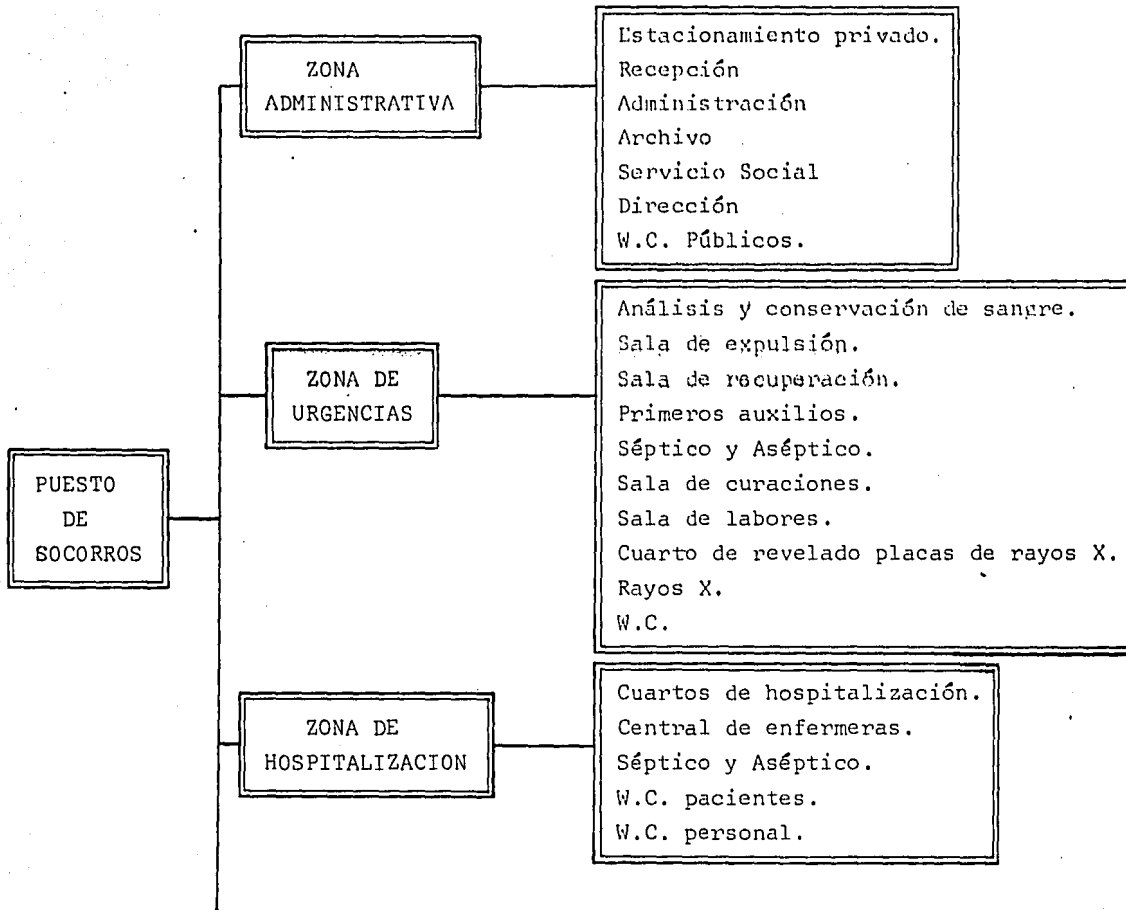 PUESTO
DE
SOCORROS
ZONA
ADMINISTRATIVA
Estacionamiento privado.
Recepción
Administración
Archivo
Servicio Social
Dirección
W.C. Públicos.
ZONA DE
URGENCIAS
Análisis y conservación de sangre.
Sala de expulsión.
Sala de recuperación.
Primeros auxilios.
Séptico y Aséptico.
Sala de curaciones.
Sala de labores.
Cuarto de revelado placas de rayos X.
Rayos X.
W.C.
ZONA DE
HOSPITALIZACION
Cuartos de hospitalización.
Central de enfermeras.
Séptico y Aséptico.
W.C. pacientes.
W.C. personal.